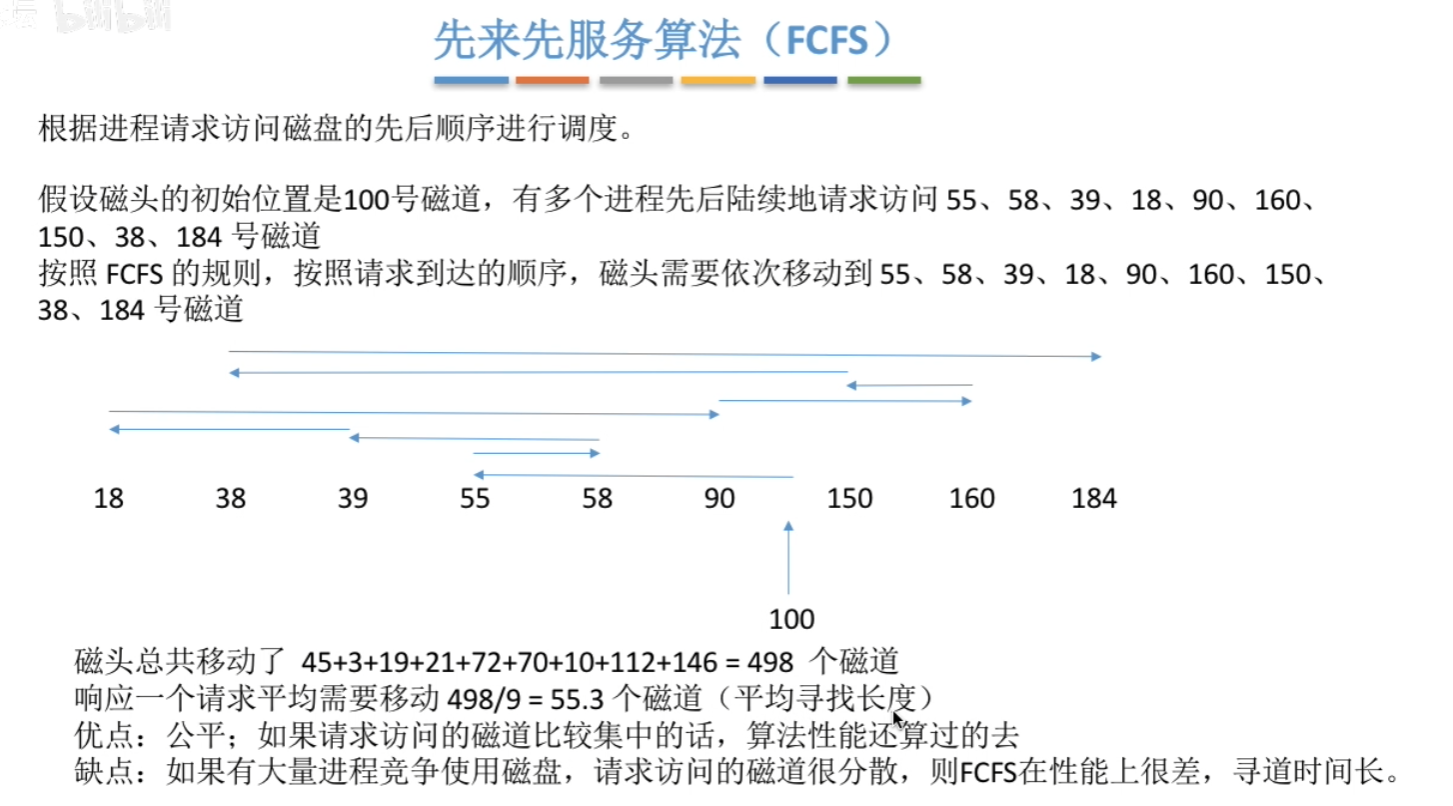 坛 bilibili
先来先服务算法（FCFS）
根据进程请求访问磁盘的先后顺序进行调度。
假设磁头的初始位置是100号磁道，有多个进程先后陆续地请求访问 55、58、39、18、90、160、
150、38、184 号磁道
按照 FCFS 的规则，按照请求到达的顺序，磁头需要依次移动到 55、58、39、18、90、160、150、
38、184 号磁道
18 38 39 55 58 90 150 160 184
100
磁头总共移动了 45+3+19+21+72+70+10+112+146 = 498 个磁道
响应一个请求平均需要移动 498/9 = 55.3 个磁道（平均寻找长度）
优点：公平；如果请求访问的磁道比较集中的话，算法性能还算过的去
缺点：如果有大量进程竞争使用磁盘，请求访问的磁道很分散，则FCFS在性能上很差，寻道时间长。